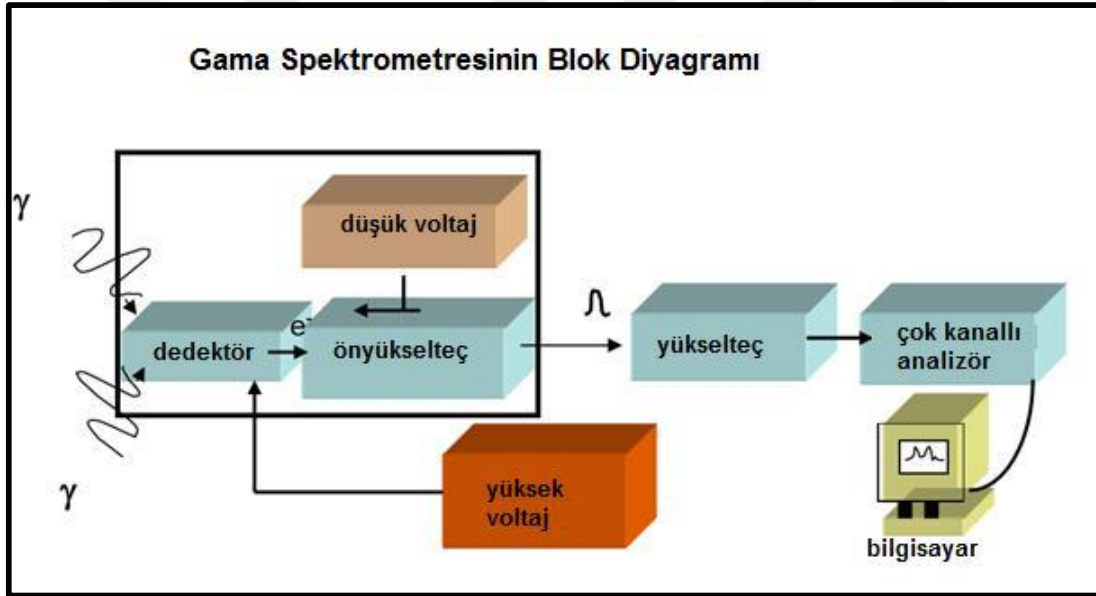 Gama Spektrometresinin Blok Diyagramı
γ
düşük voltaj
dedektör
e-
önyükselteç
yükselteç
çok kanallı
analizör
γ
yüksek
voltaj
bilgisayar